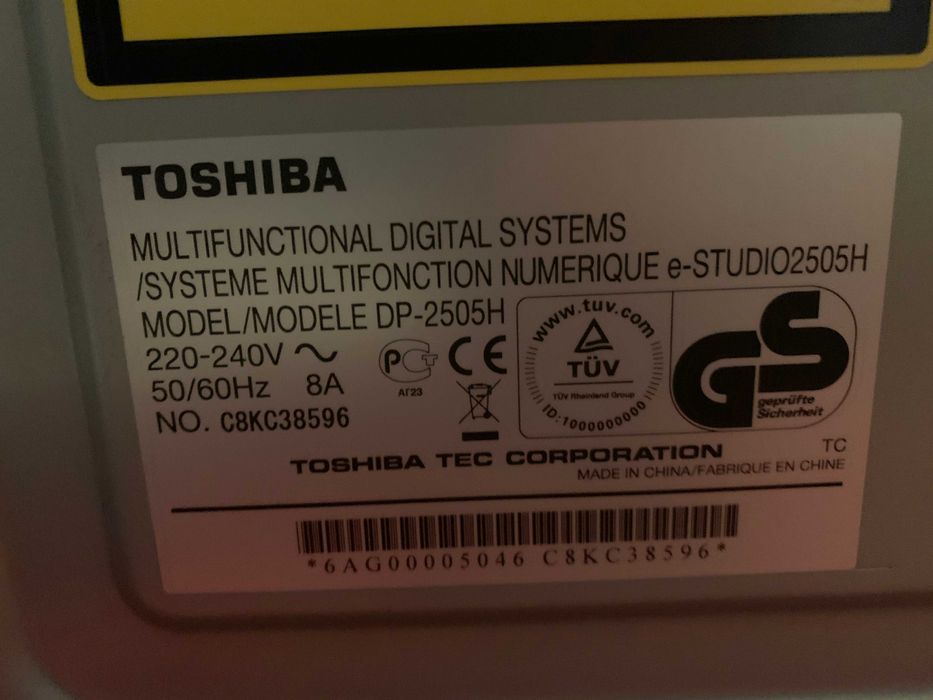 TOSHIBA
MULTIFUNCTIONAL DIGITAL SYSTEMS
/SYSTEME MULTIFONCTION NUMERIQUE e-STUDIO2505H
MODEL/MODELE DP-2505H
220-240V
50/60Hz 8A
NO. C8KC38596
РСТ
АГ23
CE
www.tuv.com
TÜV
TÜV Rheinland Group
ID:1000000000
GS
geprüfte
Sicherheit
TOSHIBA TEC CORPORATION
TC
MADE IN CHINA/FABRIQUE EN CHINE
*6AG00005046 C8KC38596*